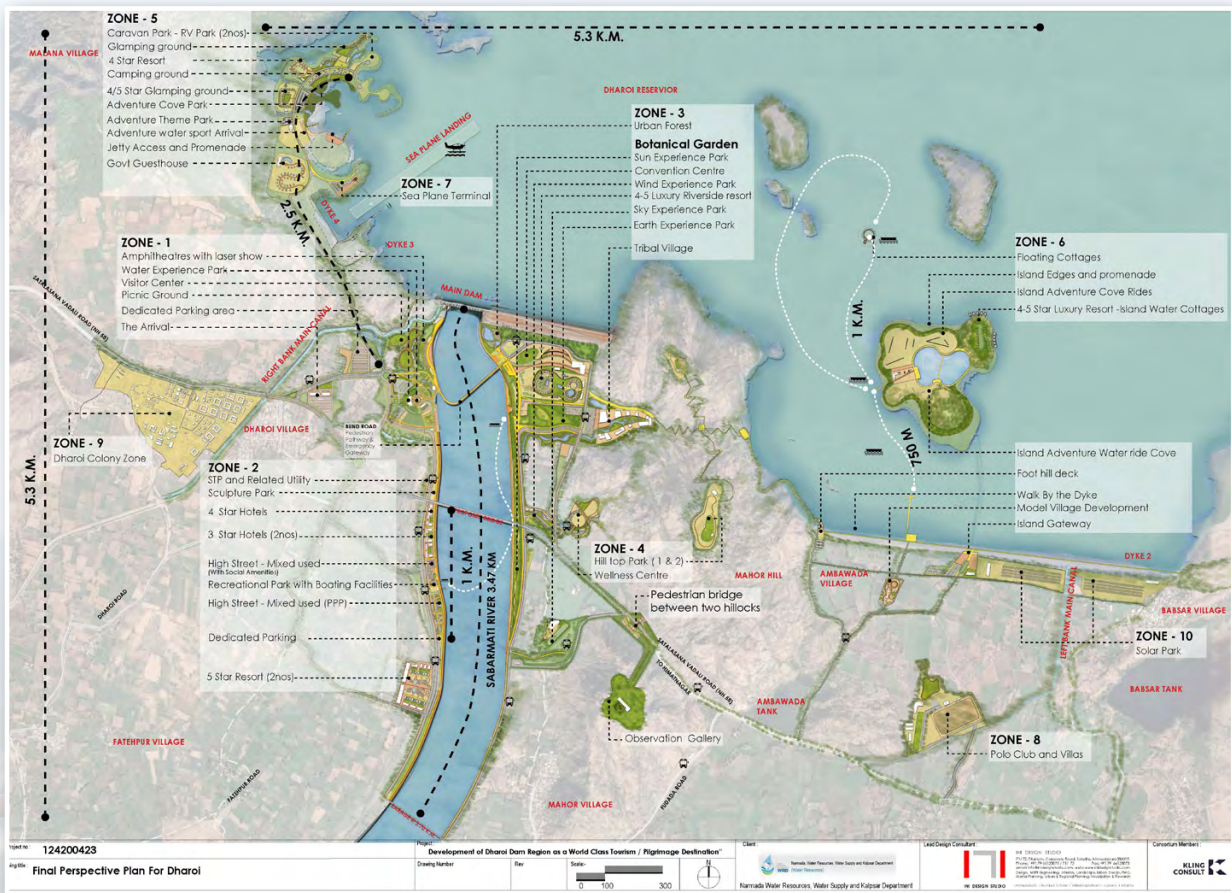 ZONE - 5
Caravan Park - RV Park (2nos)
Glamping ground
4 Star Resort
Camping ground
4/5 Star Glamping ground
Adventure Cove Park
Adventure Theme Park
Adventure water sport Arrival
Jetty Access and Promenade
Govt Guesthouse
MALANA VILLAGE
5.3 K.M.
DHAROI RESERVIOR
SEA PLANE LANDING
ZONE - 7
Sea Plane Terminal
2.5 K.M.
DYKE 4
DYKE 3
MAIN DAM
ZONE - 3
Urban Forest
Botanical Garden
Sun Experience Park
Convention Centre
Wind Experience Park
4-5 Luxury Riverside resort
Sky Experience Park
Earth Experience Park
Tribal Village
ZONE - 1
Amphitheatres with laser show
Water Experience Park
Visitor Center
Picnic Ground
Dedicated Parking area
The Arrival
RIGHT BANK MAIN CANAL
ZONE - 6
Floating Cottages
Island Edges and promenade
Island Adventure Cove Rides
4-5 Star Luxury Resort -Island Water Cottages
Island Adventure Water ride Cove
Foot hill deck
Walk By the Dyke
Model Village Development
Island Gateway
1 K.M.
750 M
ZONE - 9
Dharoi Colony Zone
DHAROI VILLAGE
5.3 K.M.
ZONE - 2
STP and Related Utility
Sculpture Park
4 Star Hotels
3 Star Hotels (2nos)
High Street - Mixed used
(With Social Amenities)
Recreational Park with Boating Facilities
High Street - Mixed used (PPP)
Dedicated Parking
5 Star Resort (2nos)
1 K.M.
SABARMATI RIVER 3.47 KM
ZONE - 4
Hill top Park ( 1 & 2)
Wellness Centre
Pedestrian bridge
between two hillocks
MAHOR HILL
AMBAWADA
VILLAGE
DYKE 2
LEFT BANK MAIN CANAL
BABSAR VILLAGE
ZONE - 10
Solar Park
BABSAR TANK
TO HIMATNAGAR
AMBAWADA
TANK
Observation Gallery
ZONE - 8
Polo Club and Villas
DHAROI ROAD
FATEHPUR VILLAGE
FATEHPUR ROAD
MAHOR VILLAGE
124200423
Final Perspective Plan For Dharoi
Project
Development of Dharoi Dam Region as a World Class Tourism / Pilgrimage Destination"
Drawing Number
Rev
Scale:-
0 100 300
N
Client :
Narmada Water Resources, Water Supply and Kalpsar Department
Lead Design Consultant :
INI DESIGN STUDIO
Consortium Members :
KLING
CONSULT